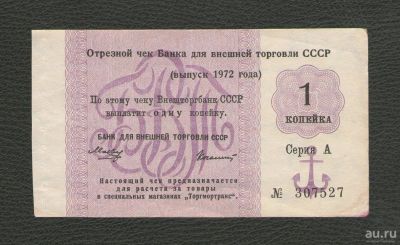 Отрезной чек Банка для внешней торговли СССР
(выпуск 1972 года)
По этому чеку Внешторгбанк СССР
выплатит одну копейку.
БАНК ДЛЯ ВНЕШНЕЙ ТОРГОВЛИ СССР
Настоящий чек предназначается
для расчета за товары
в специальных магазинах „Торгмортранс".
1
КОПЕЙКА
Серия А
№ 307527
au.ru